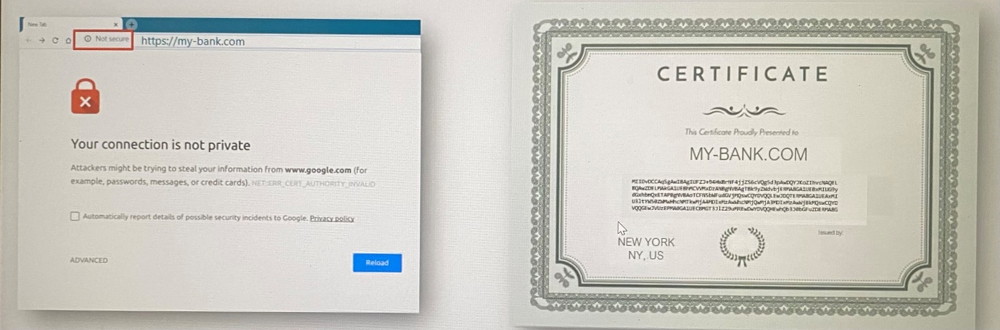 New Tab
Not secure
https://my-bank.com
Your connection is not private
Attackers might be trying to steal your information from www.google.com (for
example, passwords, messages, or credit cards). NET::ERR_CERT_AUTHORITY_INVALID
Automatically report details of possible security incidents to Google. Privacy policy
ADVANCED
Reload
CERTIFICATE
This Certificate Proudly Presented to
MY-BANK.COM
Issued by:
NEW YORK
NY, US